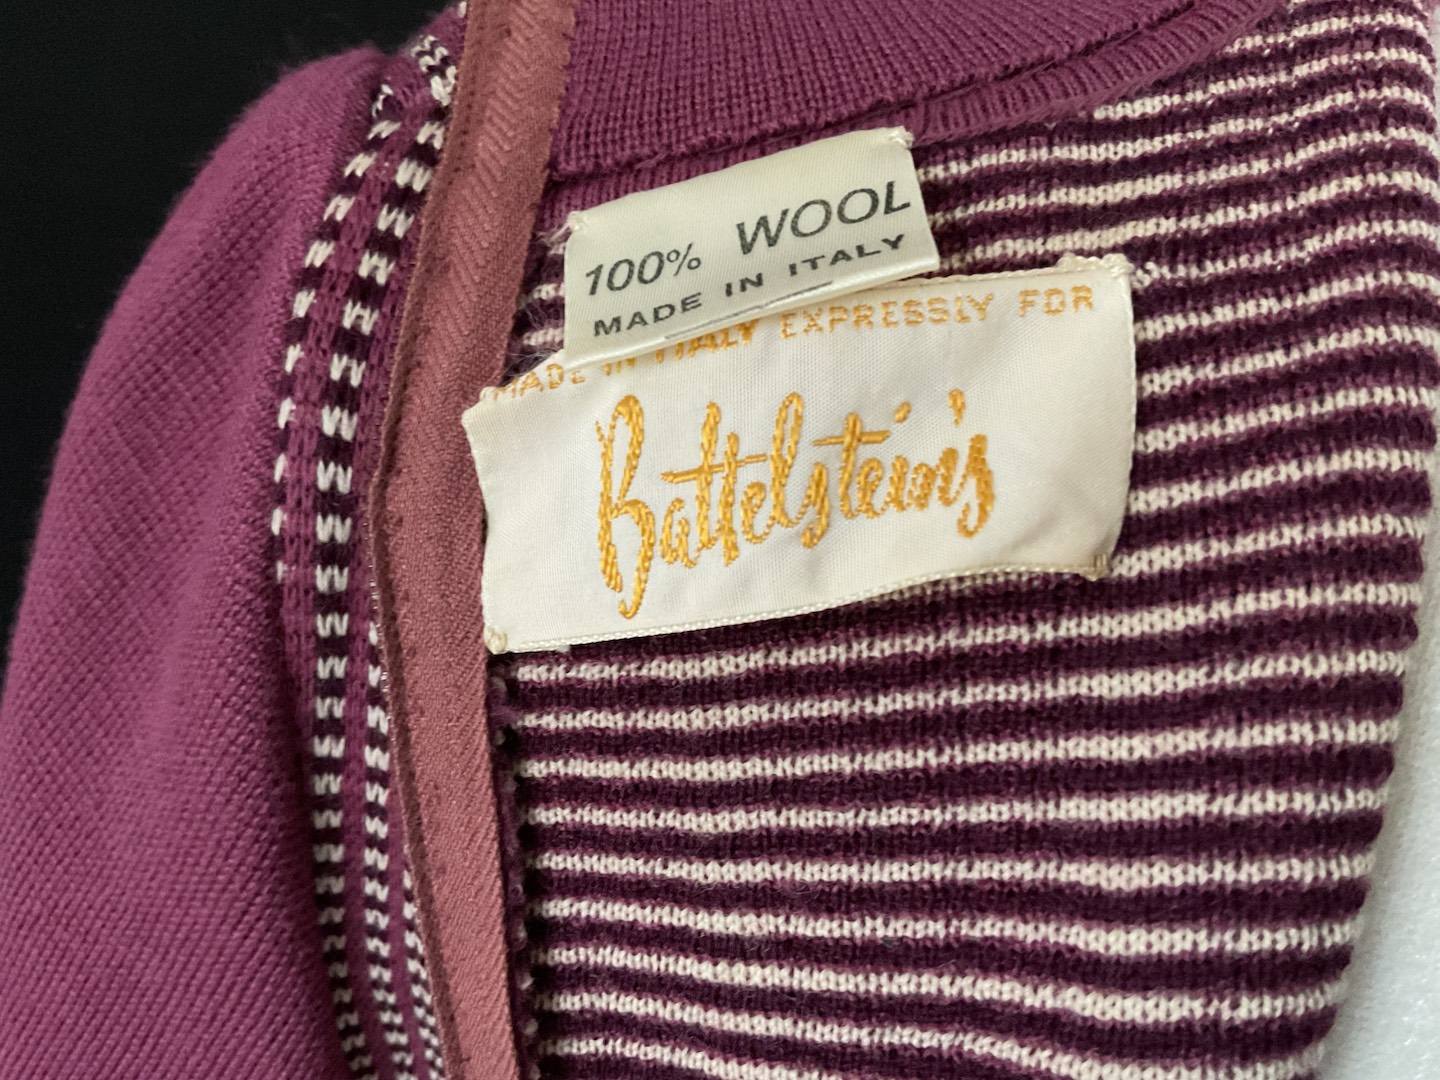 100% WOOL
MADE IN ITALY
MADE IN ITALY EXPRESSLY FOR
Battelstein's